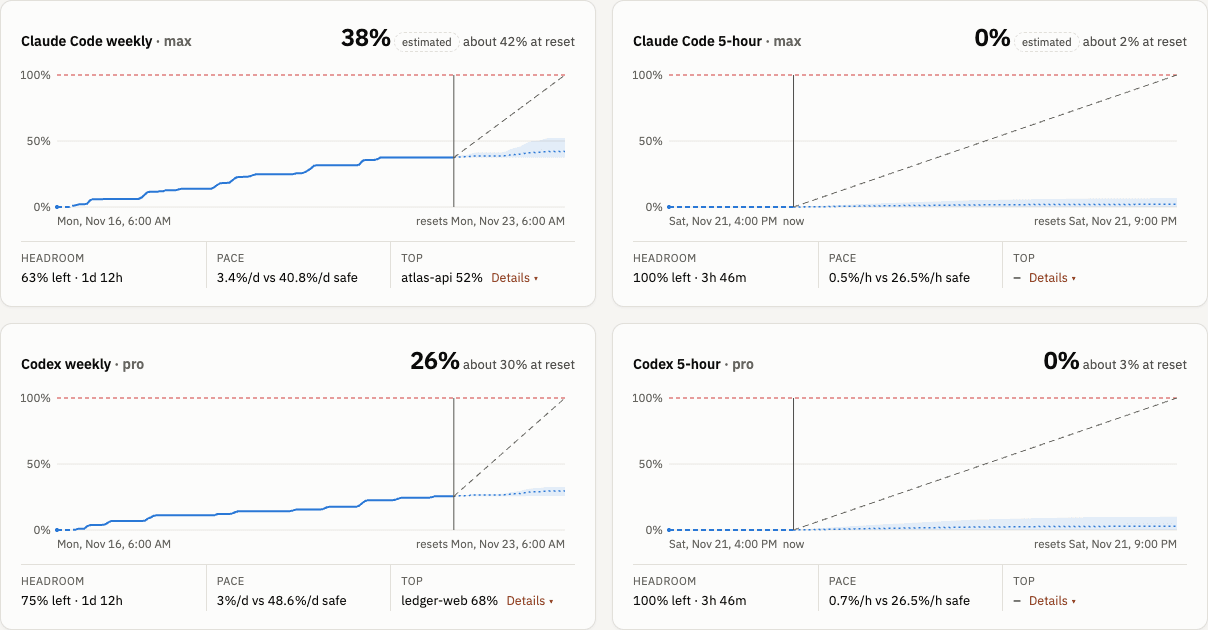 Claude Code weekly · max 38% estimated about 42% at reset
100%
50%
0%
Mon, Nov 16, 6:00 AM resets Mon, Nov 23, 6:00 AM
HEADROOM PACE TOP
63% left · 1d 12h 3.4%/d vs 40.8%/d safe atlas-api 52% Details ▾
Claude Code 5-hour · max 0% estimated about 2% at reset
100%
50%
0%
Sat, Nov 21, 4:00 PM now resets Sat, Nov 21, 9:00 PM
HEADROOM PACE TOP
100% left · 3h 46m 0.5%/h vs 26.5%/h safe – Details ▾
Codex weekly · pro 26% about 30% at reset
100%
50%
0%
Mon, Nov 16, 6:00 AM resets Mon, Nov 23, 6:00 AM
HEADROOM PACE TOP
75% left · 1d 12h 3%/d vs 48.6%/d safe ledger-web 68% Details ▾
Codex 5-hour · pro 0% about 3% at reset
100%
50%
0%
Sat, Nov 21, 4:00 PM now resets Sat, Nov 21, 9:00 PM
HEADROOM PACE TOP
100% left · 3h 46m 0.7%/h vs 26.5%/h safe – Details ▾